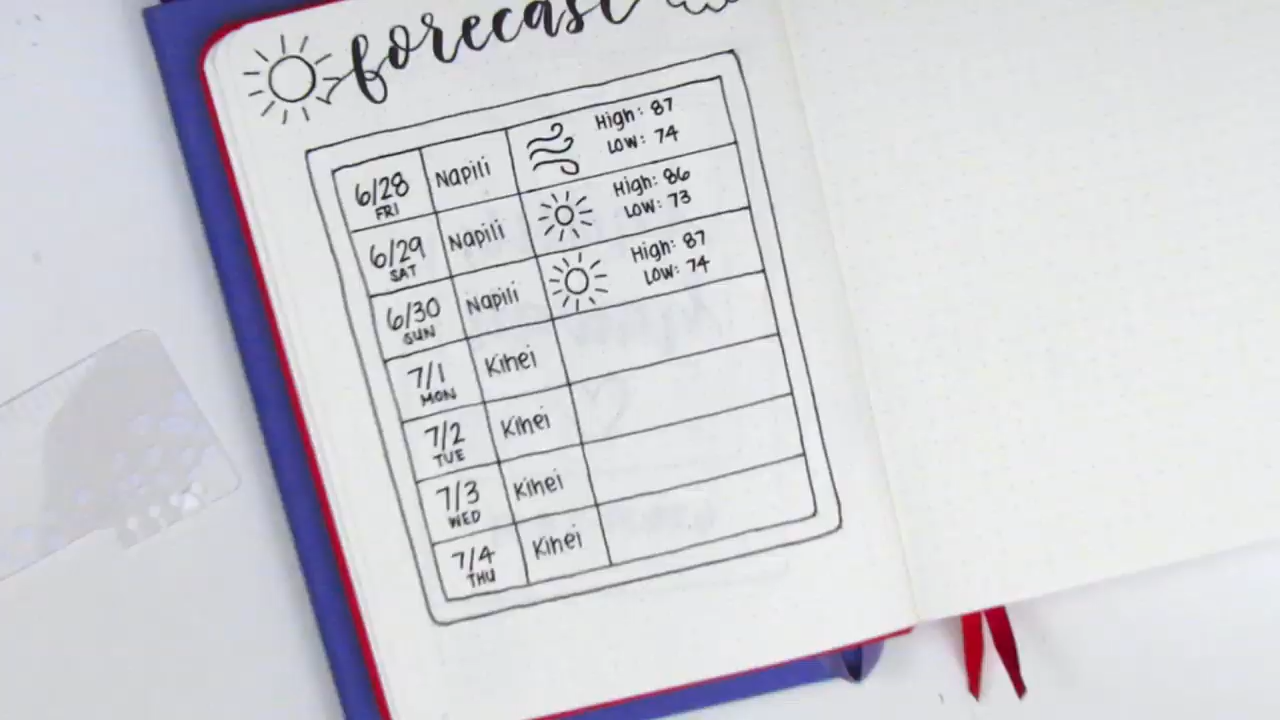 forecast
6/28 FRI Napili High: 87 Low: 74
6/29 SAT Napili High: 86 Low: 73
6/30 SUN Napili High: 87 Low: 74
7/1 MON Kihei
7/2 TUE Kihei
7/3 WED Kihei
7/4 THU Kihei